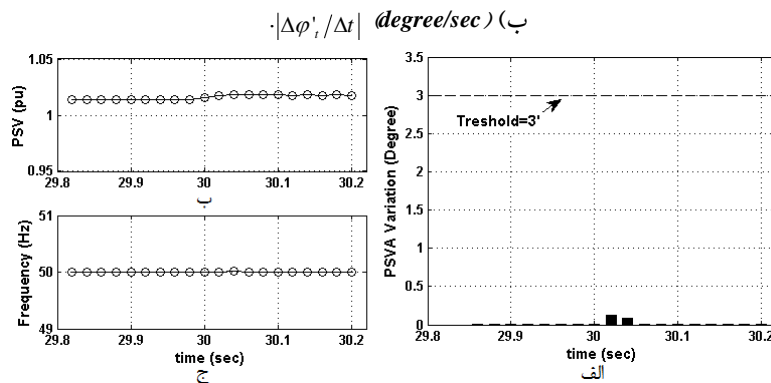 ب) (degree/sec) |Δφ'ₜ/Δt|.
1.05
1
0.95
PSV (pu)
29.8 29.9 30 30.1 30.2
ب
51
50
49
Frequency (Hz)
29.8 29.9 30 30.1 30.2
time (sec)
ج
3.5
3
2.5
2
1.5
1
0.5
0
PSVA Variation (Degree)
Treshold=3'
29.8 29.9 30 30.1 30.2
time (sec)
الف